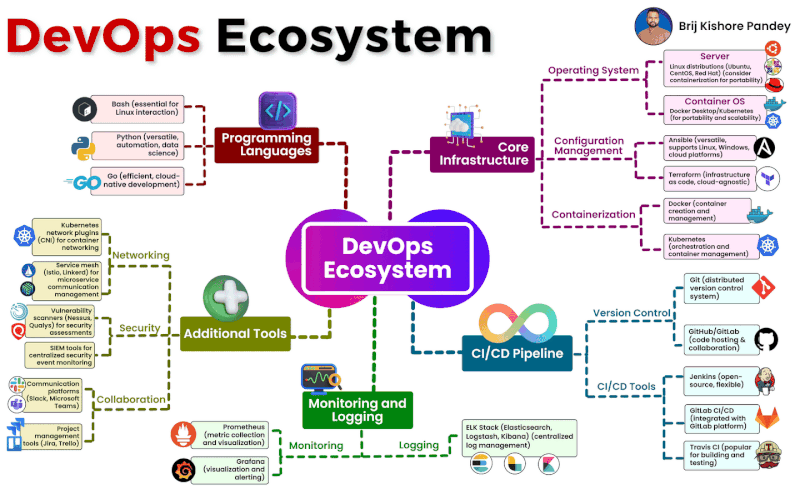 DevOps Ecosystem
Brij Kishore Pandey
Bash (essential for
Linux interaction)
Python (versatile,
automation, data
science)
Go (efficient, cloud-
native development)
GO
Programming
Languages
Core
Infrastructure
Operating System
Server
Linux distributions (Ubuntu,
CentOS, Red Hat) (consider
containerization for portability)
Container OS
Docker Desktop/Kubernetes
(for portability and scalability)
Configuration
Management
Ansible (versatile,
supports Linux, Windows,
cloud platforms)
Terraform (infrastructure
as code, cloud-agnostic)
Containerization
Docker (container
creation and management)
Kubernetes
(orchestration and
container management)
DevOps
Ecosystem
Kubernetes
network plugins
(CNI) for container
networking
Networking
Service mesh
(Istio, Linkerd) for
microservice
communication
management
Vulnerability
scanners (Nessus,
Qualys) for security
assessments
Security
SIEM tools for
centralized security
event monitoring
Communication
platforms
(Slack, Microsoft
Teams)
Collaboration
Project
management
tools (Jira, Trello)
Additional Tools
CI/CD Pipeline
Version Control
Git (distributed
version control
system)
GitHub/GitLab
(code hosting &
collaboration)
CI/CD Tools
Jenkins (open-
source, flexible)
GitLab CI/CD
(integrated with
GitLab platform)
Travis CI (popular
for building and
testing)
Monitoring and
Logging
Prometheus
(metric collection
and visualization)
Monitoring
Grafana
(visualization and
alerting)
Logging
ELK Stack (Elasticsearch,
Logstash, Kibana) (centralized
log management)